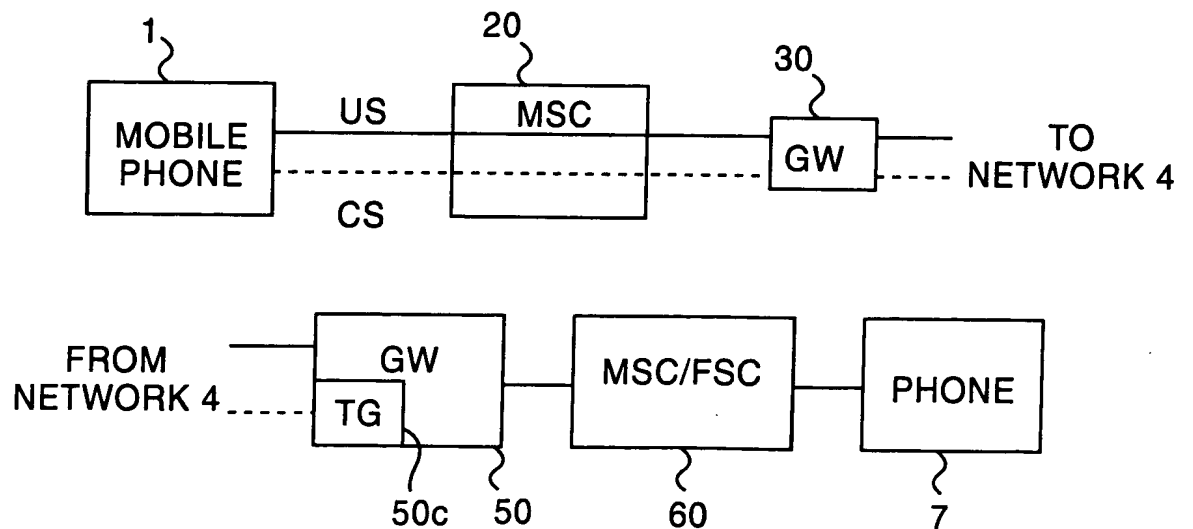 1
20
30
MOBILE
PHONE
US
CS
MSC
GW
TO
NETWORK 4
FROM
NETWORK 4
GW
TG
MSC/FSC
PHONE
50c
50
60
7